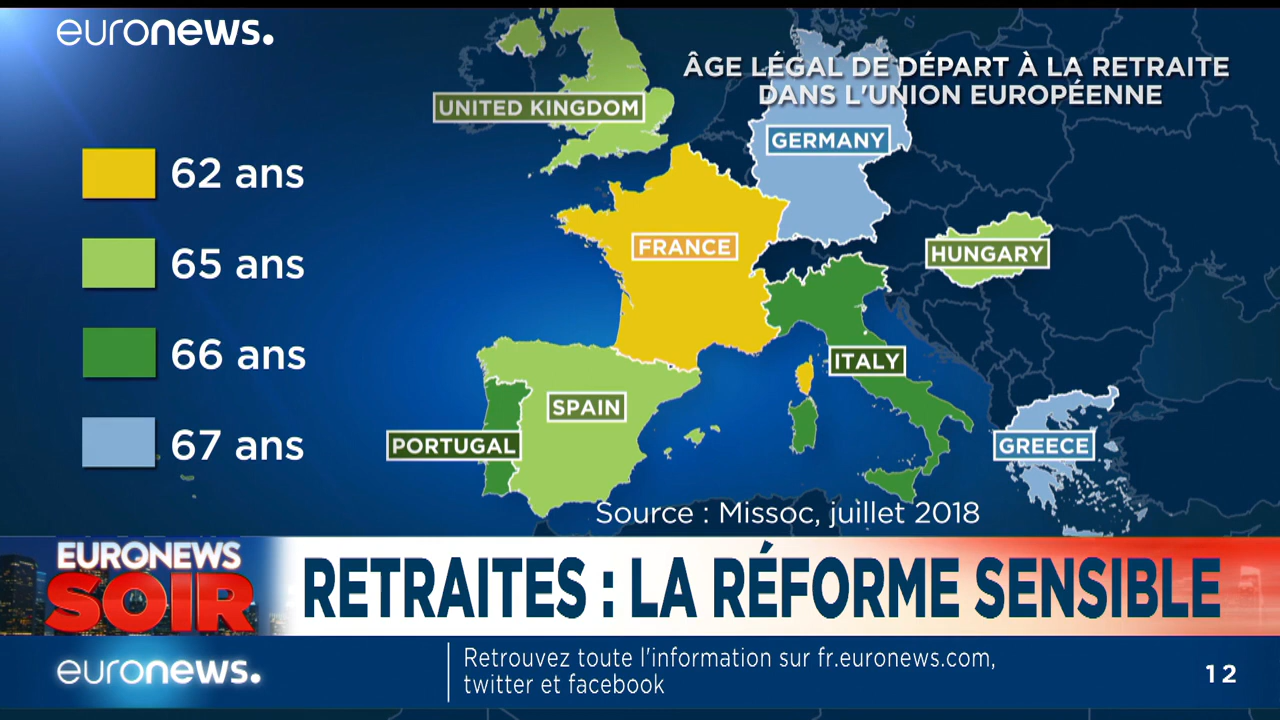 euronews.
ÂGE LÉGAL DE DÉPART À LA RETRAITE
DANS L'UNION EUROPÉENNE
UNITED KINGDOM
GERMANY
62 ans
FRANCE
HUNGARY
65 ans
66 ans
ITALY
SPAIN
67 ans
PORTUGAL
GREECE
Source : Missoc, juillet 2018
EURONEWS
SOIR
RETRAITES : LA RÉFORME SENSIBLE
euronews.
Retrouvez toute l'information sur fr.euronews.com,
twitter et facebook
12